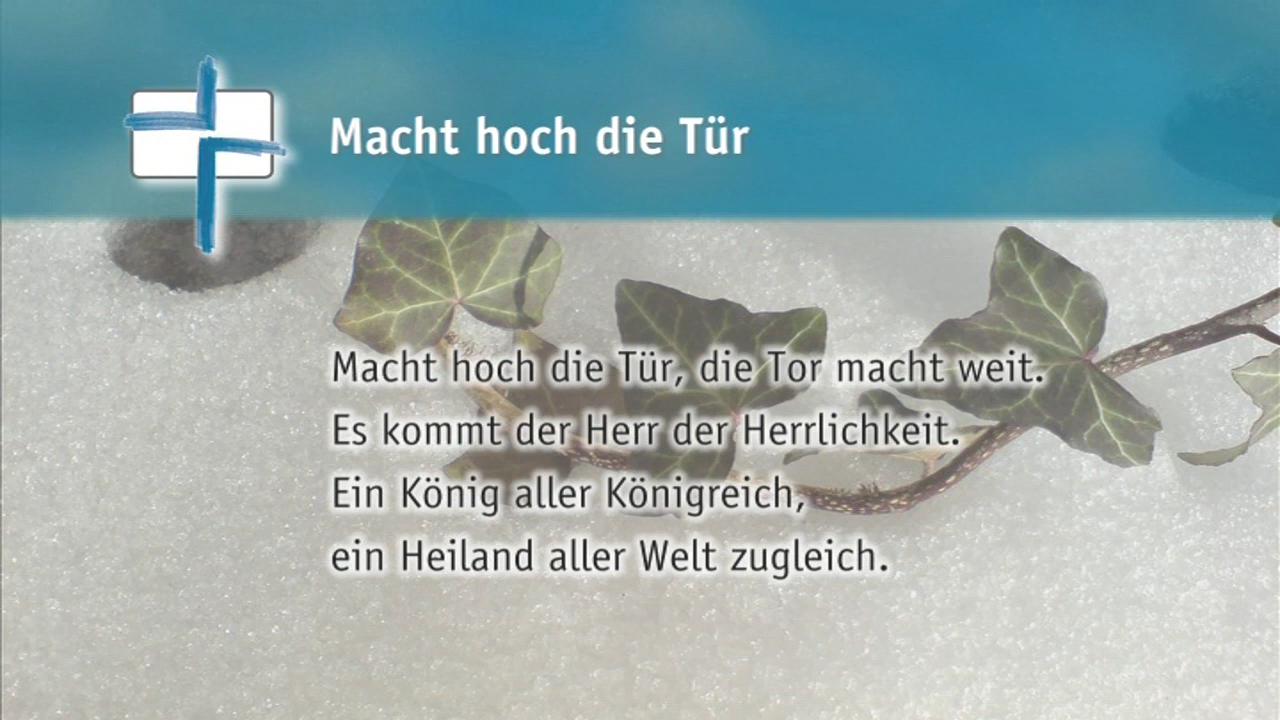 Macht hoch die Tür
Macht hoch die Tür, die Tor macht weit.
Es kommt der Herr der Herrlichkeit.
Ein König aller Königreich,
ein Heiland aller Welt zugleich.